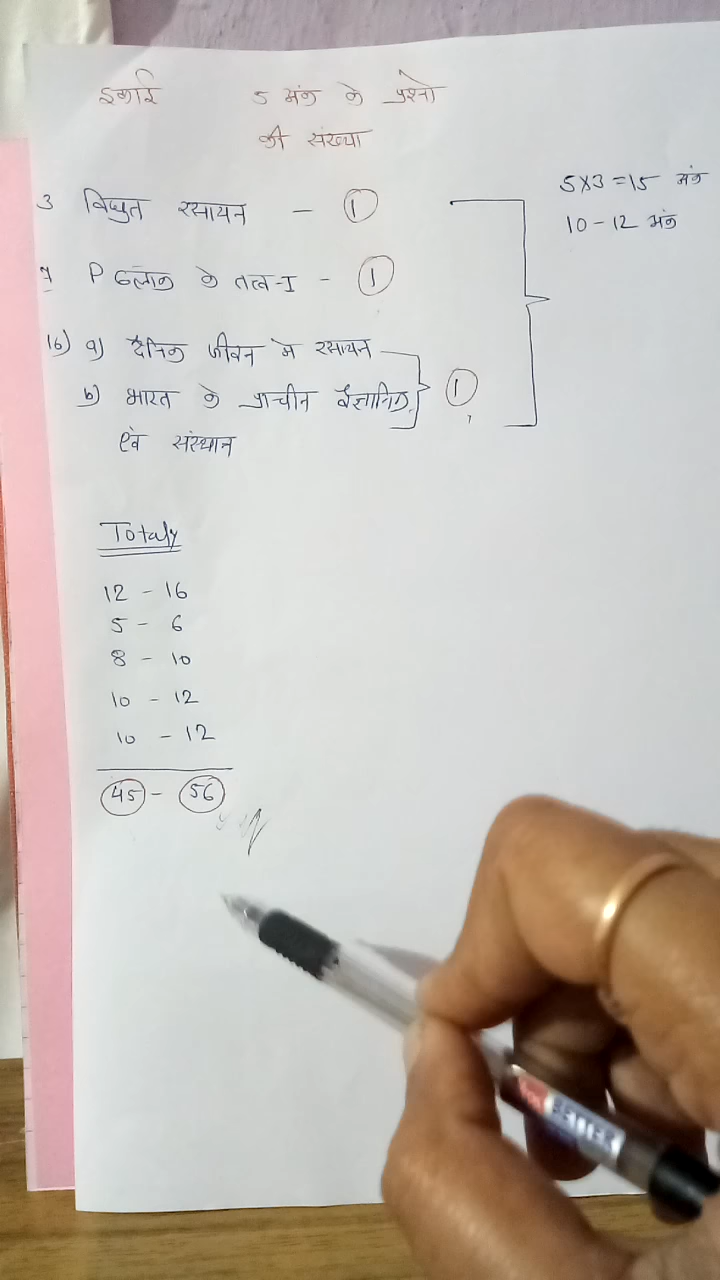 इकाई 5 अंक के प्रश्नो
की संख्या
3 विद्युत रसायन - 1
5×3=15 अंक
10-12 अंक
7 P ब्लाक के तत्व-I - 1
16) a) दैनिक जीवन मे रसायन
b) भारत के प्राचीन वैज्ञानिक 1
एवं संस्थान
Totaly
12 - 16
5 - 6
8 - 10
10 - 12
10 - 12
45 - 56
BETTER